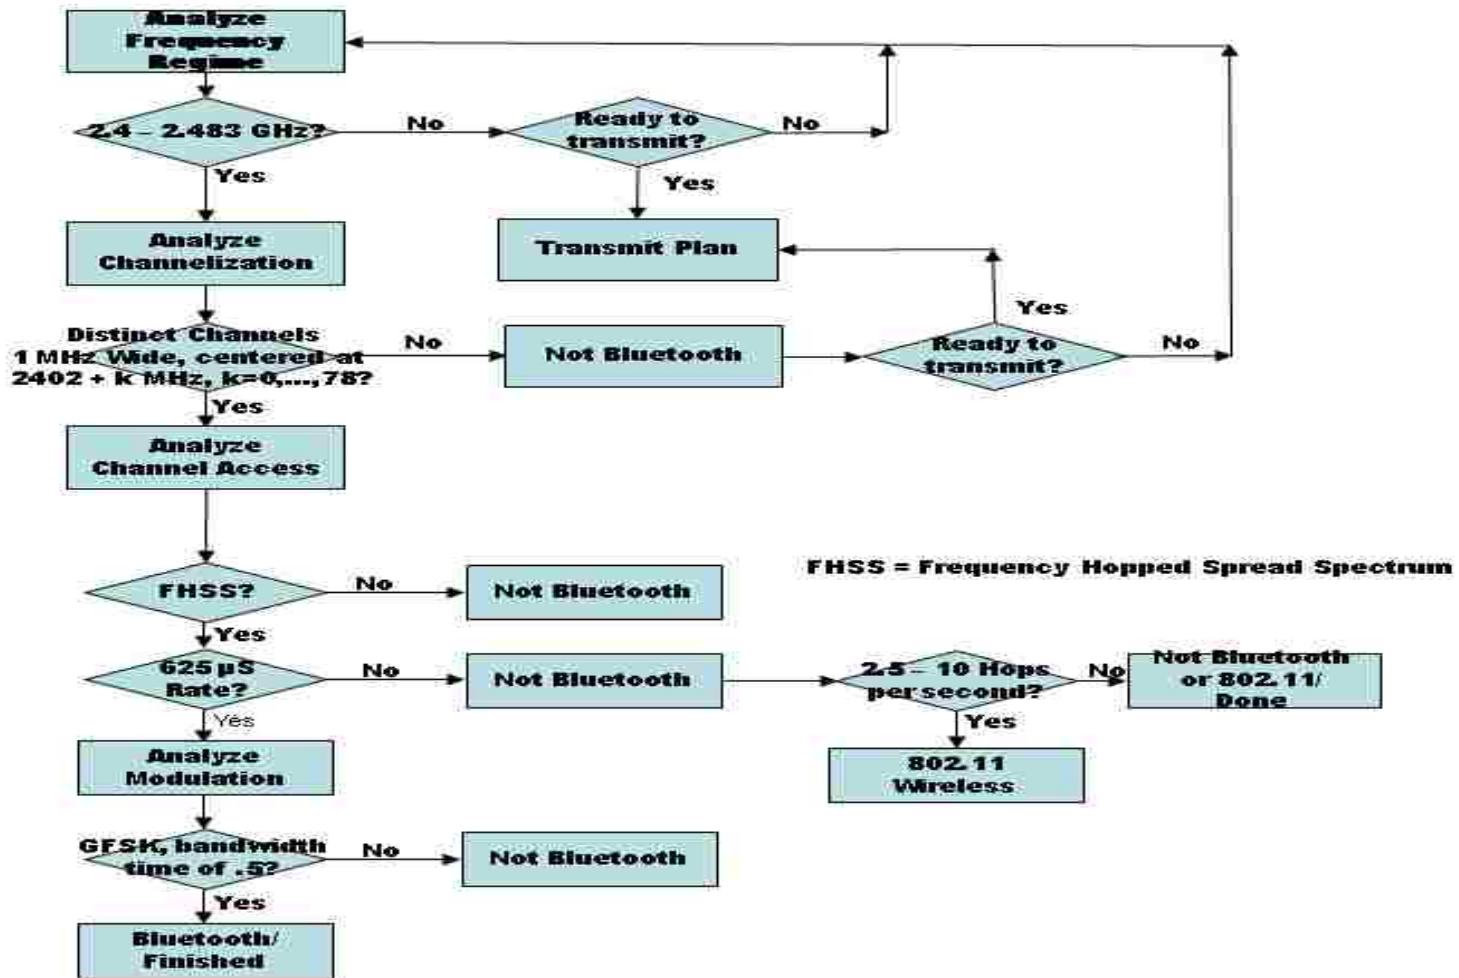 Analyze
Frequency
Regime
2.4 – 2.483 GHz?
No
Ready to
transmit?
No
Yes
Yes
Analyze
Channelization
Transmit Plan
Yes
Distinct Channels
1 MHz Wide, centered at
2402 + k MHz, k=0,...,78?
No
Not Bluetooth
Ready to
transmit?
No
Yes
Analyze
Channel Access
FHSS?
No
Not Bluetooth
FHSS = Frequency Hopped Spread Spectrum
Yes
625 µS
Rate?
No
Not Bluetooth
2.5 – 10 Hops
per second?
No
Not Bluetooth
or 802.11/
Done
Yes
Yes
Analyze
Modulation
802.11
Wireless
GFSK, bandwidth
time of .5?
No
Not Bluetooth
Yes
Bluetooth/
Finished